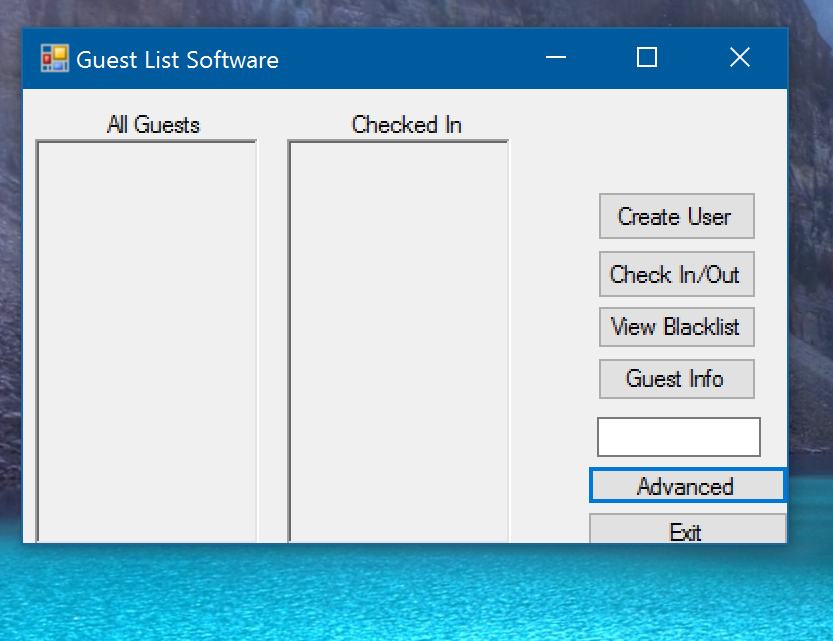 Guest List Software
All Guests
Checked In
Create User
Check In/Out
View Blacklist
Guest Info
Advanced
Exit